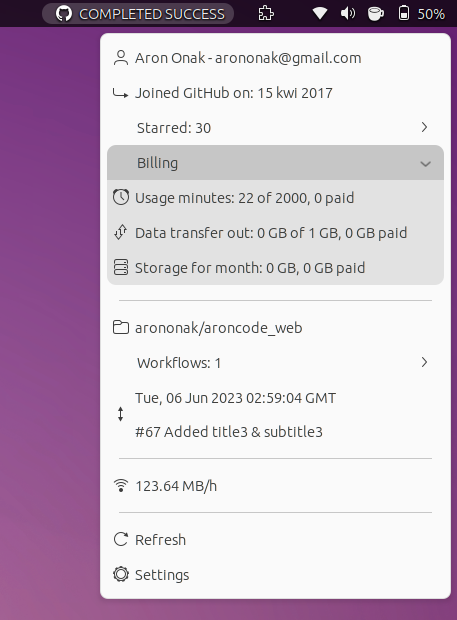 COMPLETED SUCCESS
50%
Aron Onak - arononak@gmail.com
Joined GitHub on: 15 kwi 2017
Starred: 30
Billing
Usage minutes: 22 of 2000, 0 paid
Data transfer out: 0 GB of 1 GB, 0 GB paid
Storage for month: 0 GB, 0 GB paid
arononak/aroncode_web
Workflows: 1
Tue, 06 Jun 2023 02:59:04 GMT
#67 Added title3 & subtitle3
123.64 MB/h
Refresh
Settings